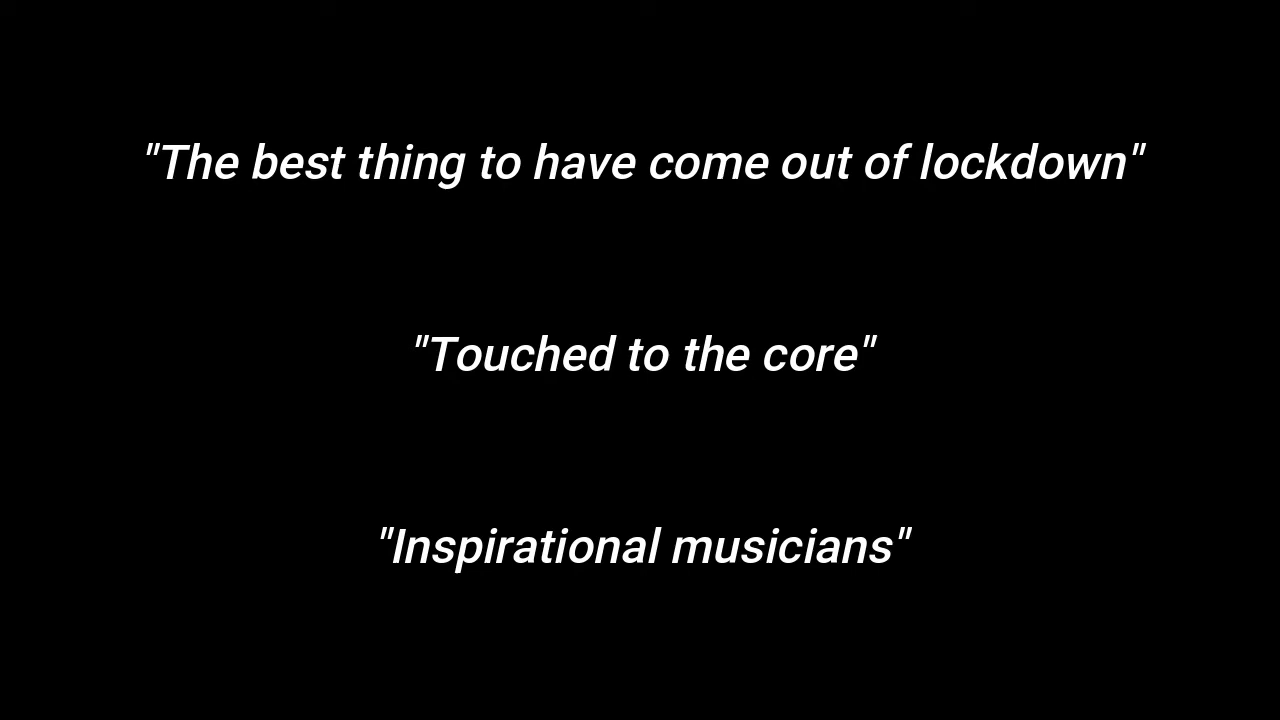 "The best thing to have come out of lockdown"
"Touched to the core"
"Inspirational musicians"